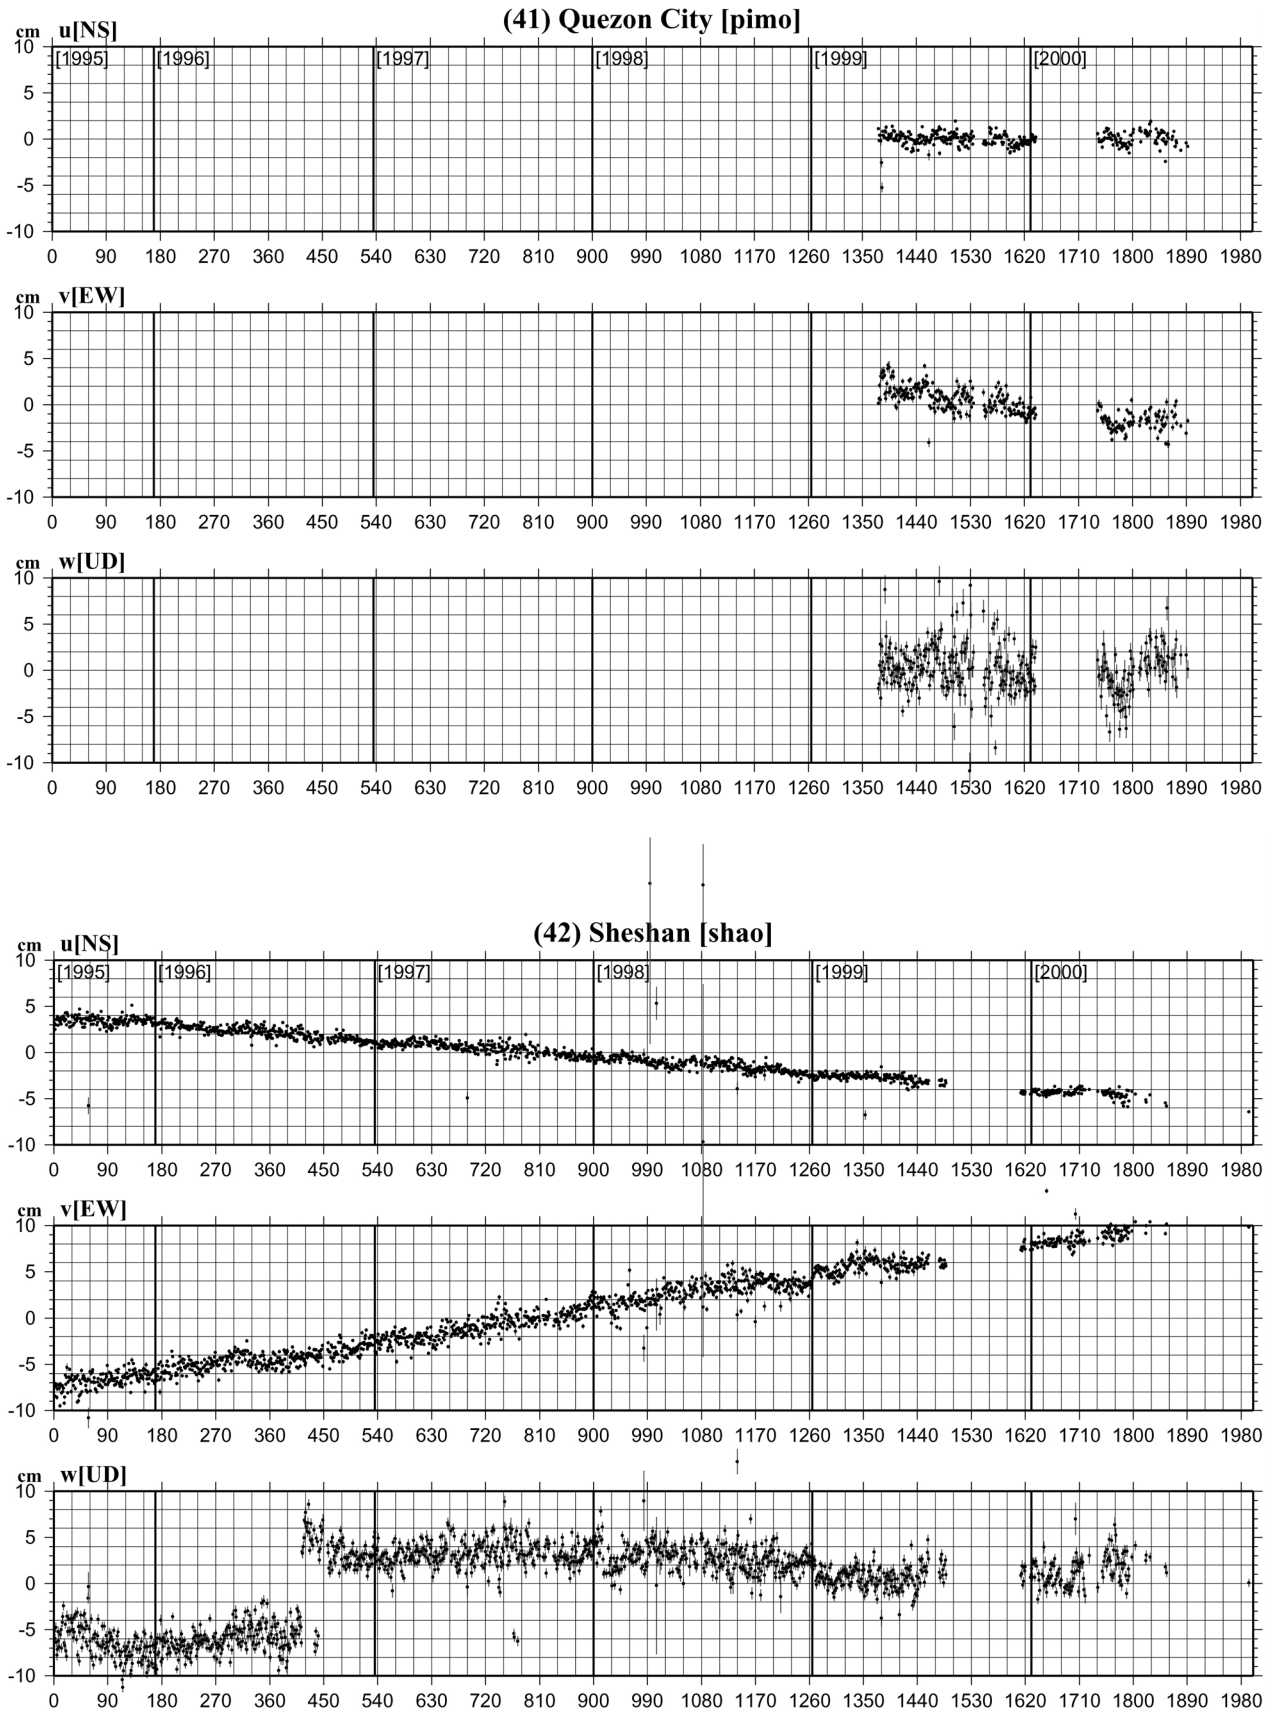 (41) Quezon City [pimo]
cm u[NS]
10 [1995] [1996] [1997] [1998] [1999] [2000]
5
0
-5
-10
0 90 180 270 360 450 540 630 720 810 900 990 1080 1170 1260 1350 1440 1530 1620 1710 1800 1890 1980
cm v[EW]
10
5
0
-5
-10
0 90 180 270 360 450 540 630 720 810 900 990 1080 1170 1260 1350 1440 1530 1620 1710 1800 1890 1980
cm w[UD]
10
5
0
-5
-10
0 90 180 270 360 450 540 630 720 810 900 990 1080 1170 1260 1350 1440 1530 1620 1710 1800 1890 1980
(42) Sheshan [shao]
cm u[NS]
10 [1995] [1996] [1997] [1998] [1999] [2000]
5
0
-5
-10
0 90 180 270 360 450 540 630 720 810 900 990 1080 1170 1260 1350 1440 1530 1620 1710 1800 1890 1980
cm v[EW]
10
5
0
-5
-10
0 90 180 270 360 450 540 630 720 810 900 990 1080 1170 1260 1350 1440 1530 1620 1710 1800 1890 1980
cm w[UD]
10
5
0
-5
-10
0 90 180 270 360 450 540 630 720 810 900 990 1080 1170 1260 1350 1440 1530 1620 1710 1800 1890 1980